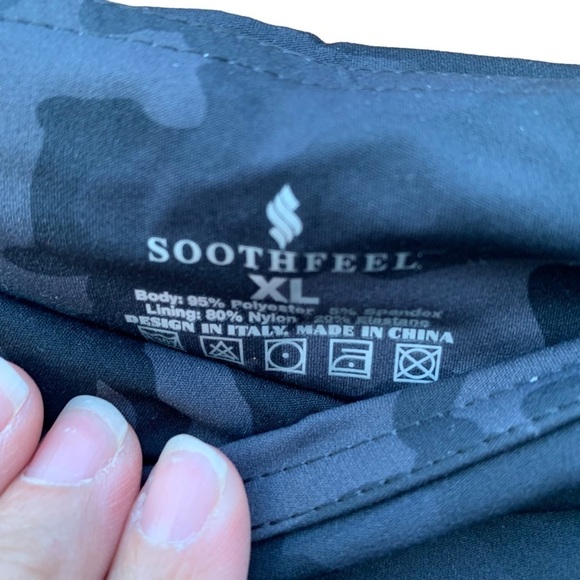 SOOTHFEEL
XL
Body: 95% Polyester 5% Spandex
Lining: 80% Nylon 20% Elastane
DESIGN IN ITALY, MADE IN CHINA